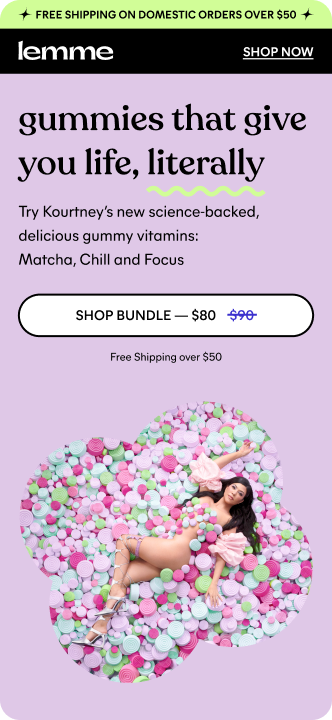 FREE SHIPPING ON DOMESTIC ORDERS OVER $50
lemme
SHOP NOW
gummies that give
you life, literally
Try Kourtney's new science-backed,
delicious gummy vitamins:
Matcha, Chill and Focus
SHOP BUNDLE — $80 $90
Free Shipping over $50